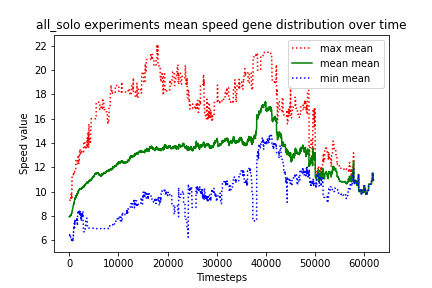 all_solo experiments mean speed gene distribution over time
max mean
mean mean
min mean
Speed value
22
20
18
16
14
12
10
8
6
0
10000
20000
30000
40000
50000
60000
Timesteps